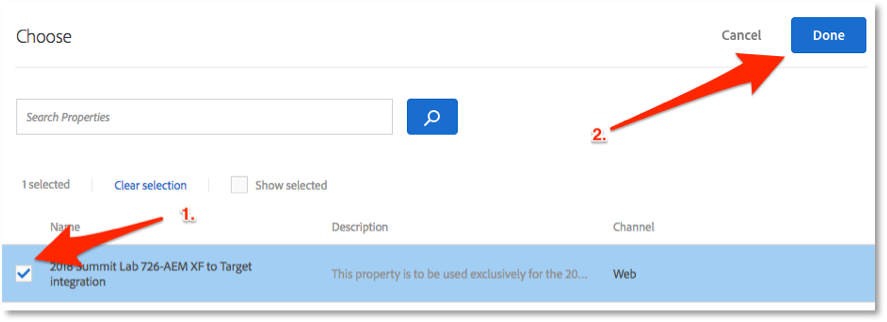 Choose
Cancel
Done
Search Properties
2.
1 selected
Clear selection
Show selected
1.
Name
Description
Channel
2018 Summit Lab 726-AEM XF to Target
integration
This property is to be used exclusively for the 20...
Web